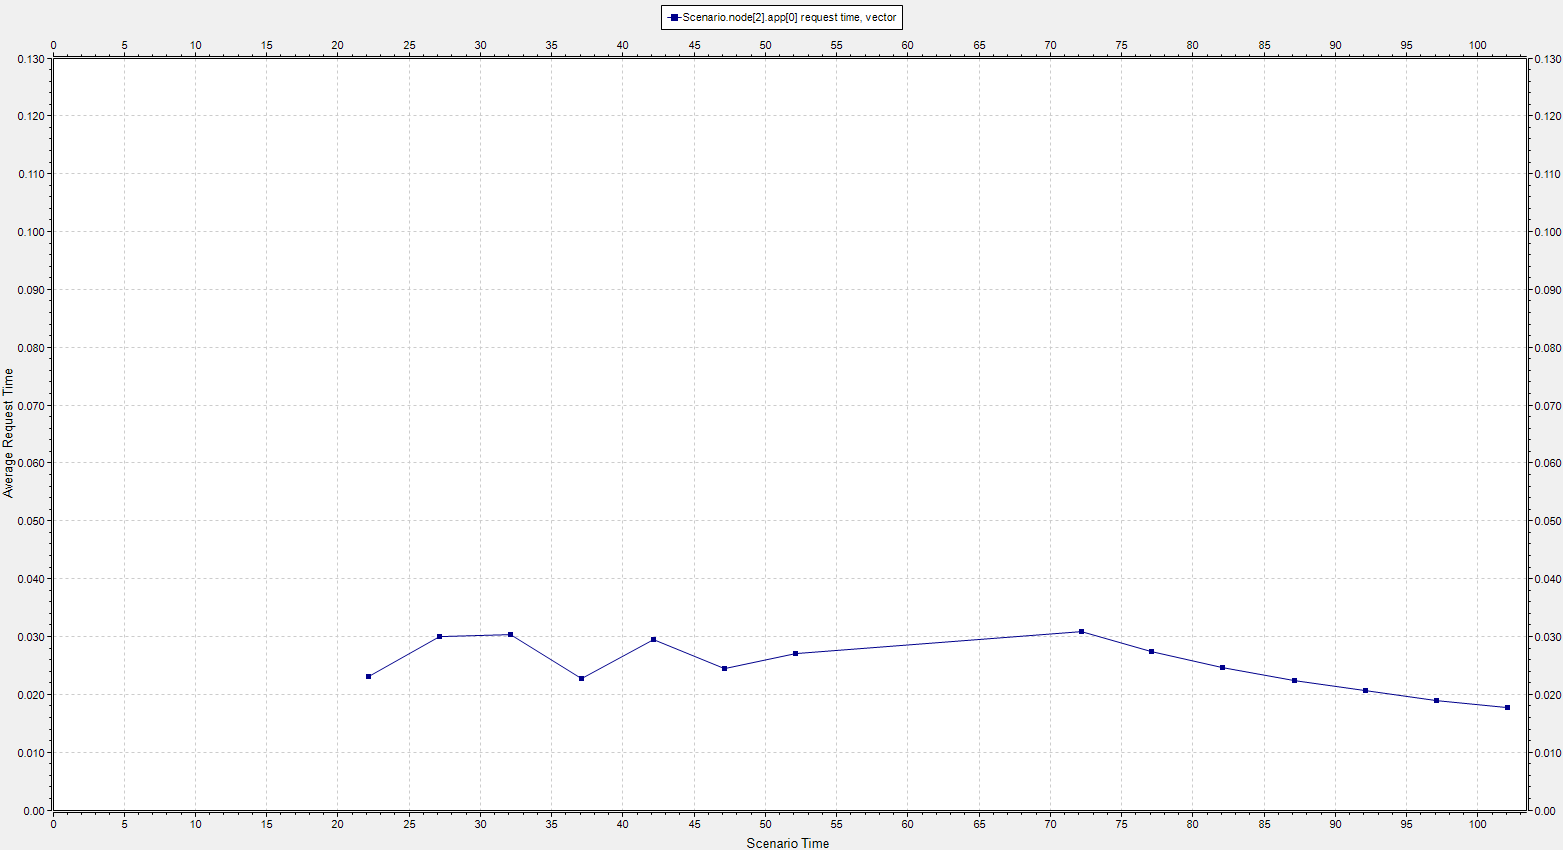 Scenario.node[2].app[0] request time, vector
0 5 10 15 20 25 30 35 40 45 50 55 60 65 70 75 80 85 90 95 100
0.130 0.130
0.120 0.120
0.110 0.110
0.100 0.100
0.090 0.090
0.080 0.080
0.070 0.070
0.060 0.060
0.050 0.050
0.040 0.040
0.030 0.030
0.020 0.020
0.010 0.010
0.00 0.00
Average Request Time
0 5 10 15 20 25 30 35 40 45 50 55 60 65 70 75 80 85 90 95 100
Scenario Time